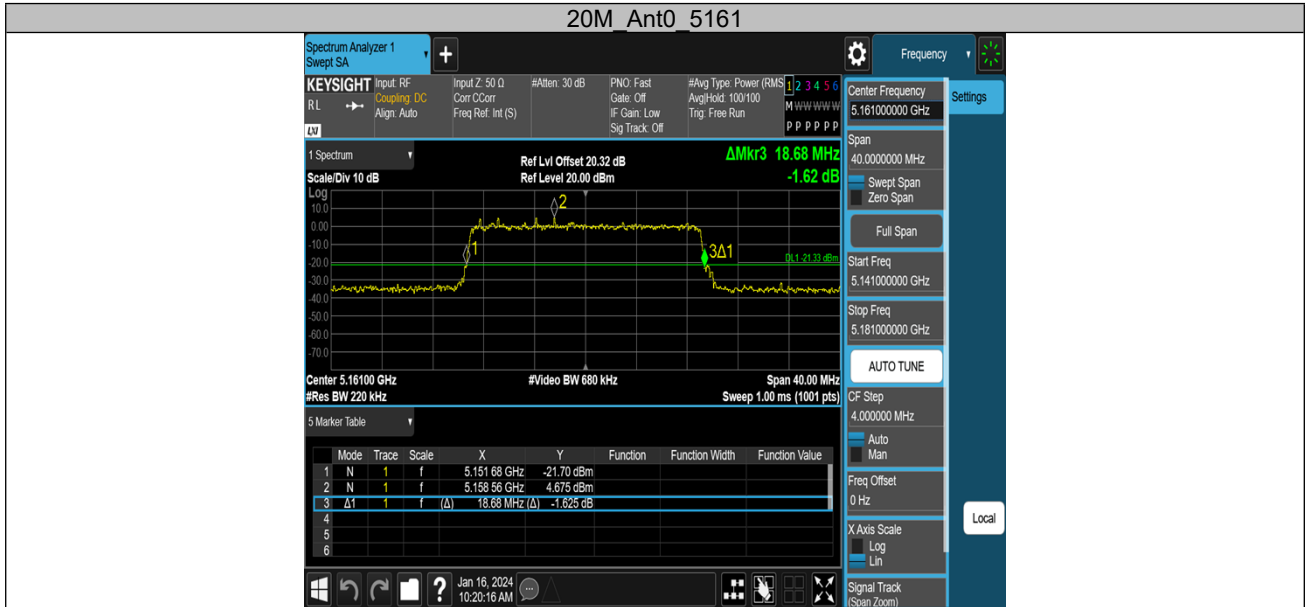 20M_Ant0_5161
Spectrum Analyzer 1
Swept SA
+
Frequency
KEYSIGHT
RL
LXI
Input: RF
Coupling: DC
Align: Auto
Input Z: 50 Ω
Corr CCorr
Freq Ref: Int (S)
#Atten: 30 dB
PNO: Fast
Gate: Off
IF Gain: Low
Sig Track: Off
#Avg Type: Power (RMS
Avg|Hold: 100/100
Trig: Free Run
1 2 3 4 5 6
M W W W W W
P P P P P P
1 Spectrum
Scale/Div 10 dB
Ref Lvl Offset 20.32 dB
Ref Level 20.00 dBm
ΔMkr3 18.68 MHz
-1.62 dB
Log
10.0
0.00
-10.0
-20.0
-30.0
-40.0
-50.0
-60.0
-70.0
2
1
3Δ1
DL1 -21.33 dBm
Center 5.16100 GHz
#Video BW 680 kHz
Span 40.00 MHz
#Res BW 220 kHz
Sweep 1.00 ms (1001 pts)
5 Marker Table
Mode Trace Scale X Y Function Function Width Function Value
1 N 1 f 5.151 68 GHz -21.70 dBm
2 N 1 f 5.158 56 GHz 4.675 dBm
3 Δ1 1 f (Δ) 18.68 MHz (Δ) -1.625 dB
4
5
6
?
Jan 16, 2024
10:20:16 AM
Center Frequency
5.161000000 GHz
Settings
Span
40.0000000 MHz
Swept Span
Zero Span
Full Span
Start Freq
5.141000000 GHz
Stop Freq
5.181000000 GHz
AUTO TUNE
CF Step
4.000000 MHz
Auto
Man
Freq Offset
0 Hz
Local
X Axis Scale
Log
Lin
Signal Track
(Span Zoom)